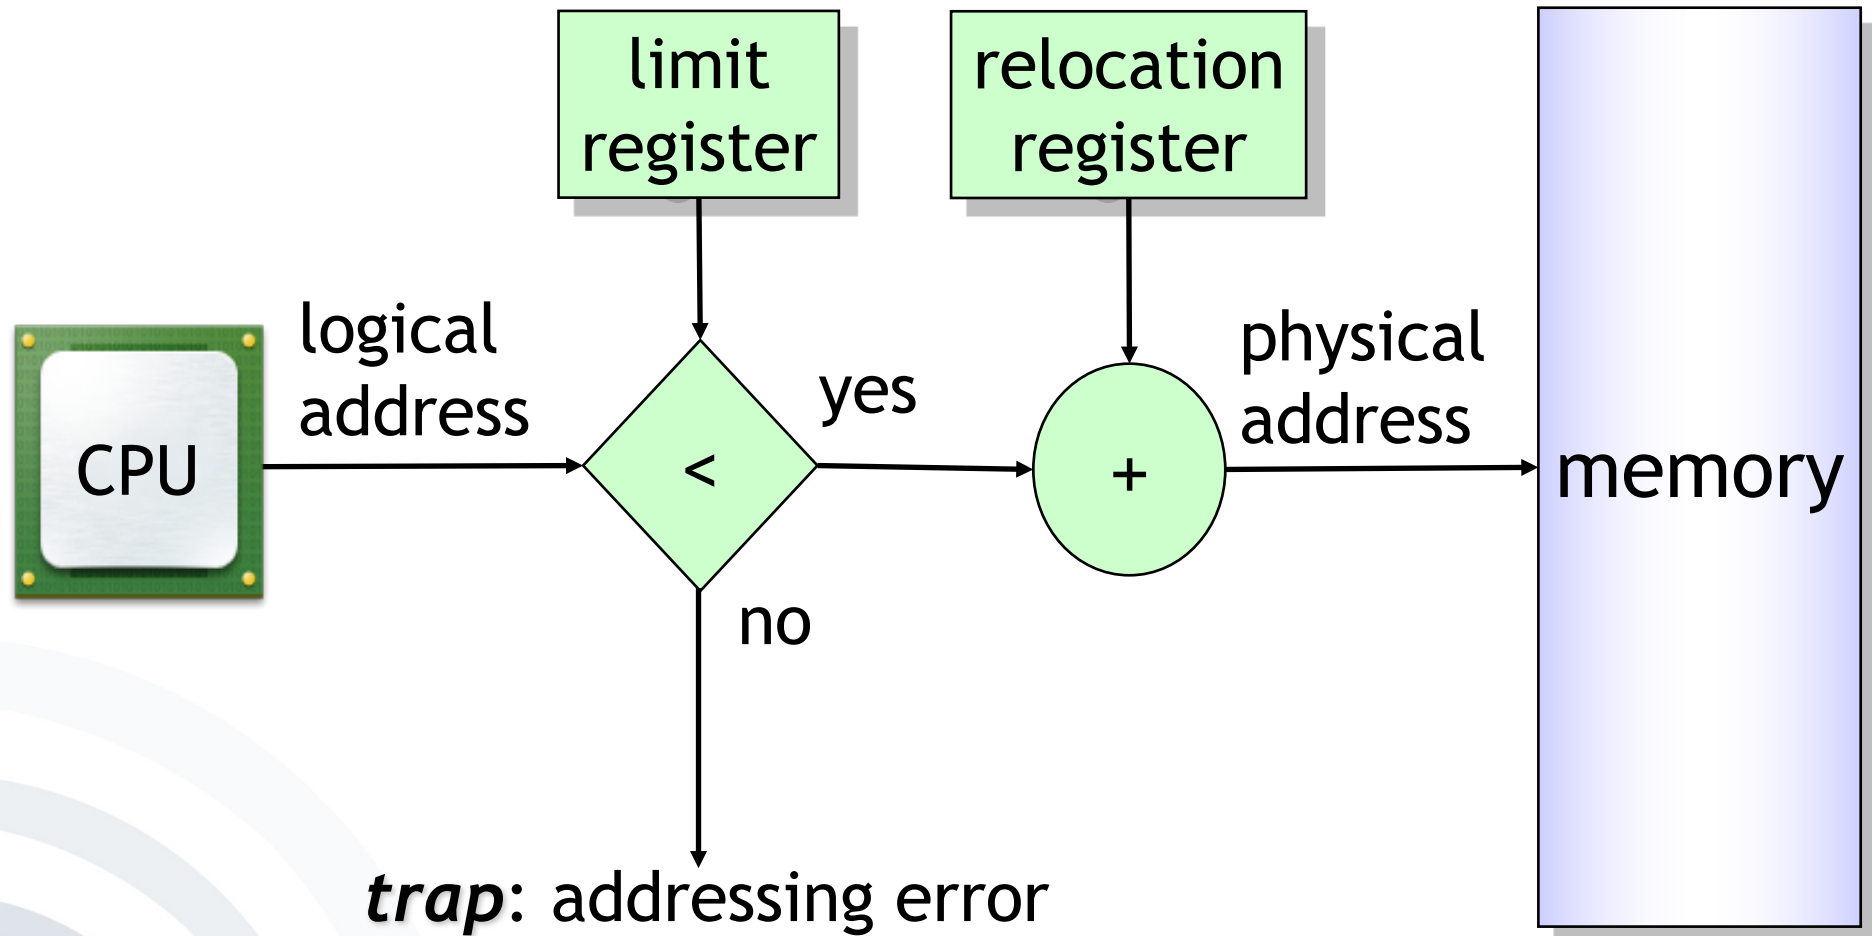 limit
register
relocation
register
logical
address
physical
address
yes
CPU
<
+
memory
no
trap: addressing error